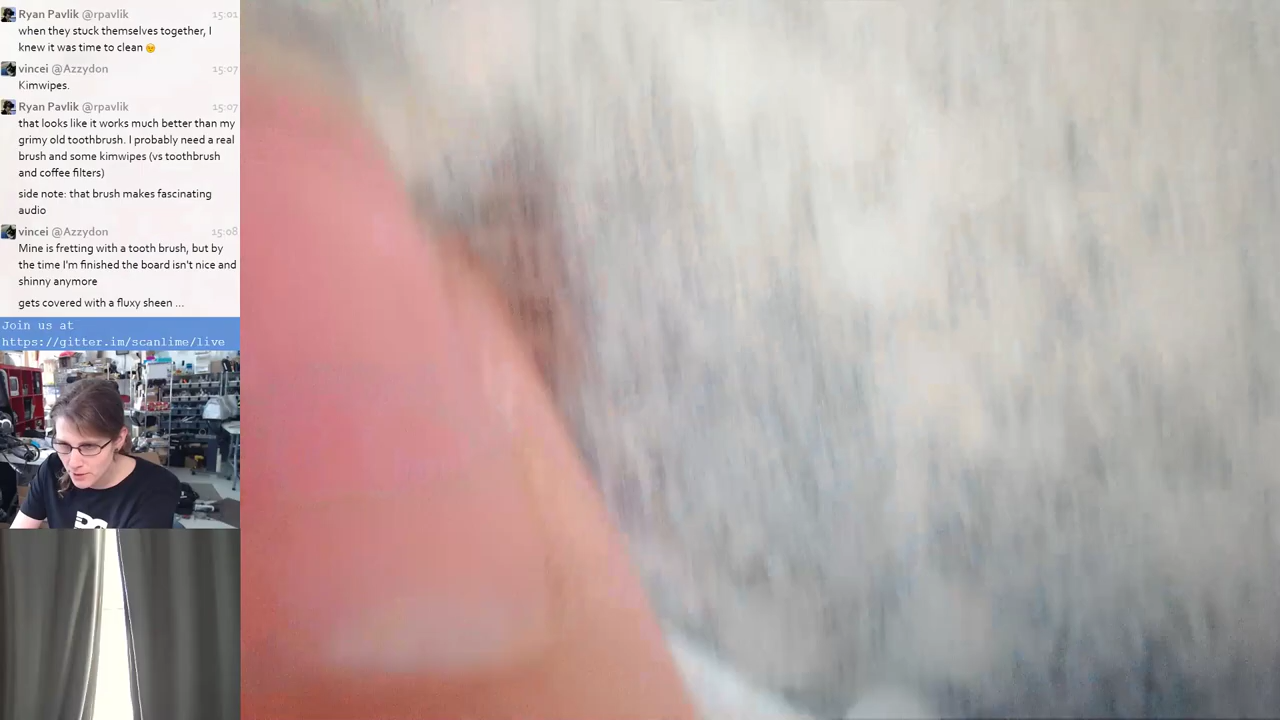 Ryan Pavlik @rpavlik 15:01
when they stuck themselves together, I
knew it was time to clean
vincei @Azzydon 15:07
Kimwipes.
Ryan Pavlik @rpavlik 15:07
that looks like it works much better than my
grimy old toothbrush. I probably need a real
brush and some kimwipes (vs toothbrush
and coffee filters)
side note: that brush makes fascinating
audio
vincei @Azzydon 15:08
Mine is fretting with a tooth brush, but by
the time I'm finished the board isn't nice and
shinny anymore
gets covered with a fluxy sheen ...
Join us at
https://gitter.im/scanlime/live